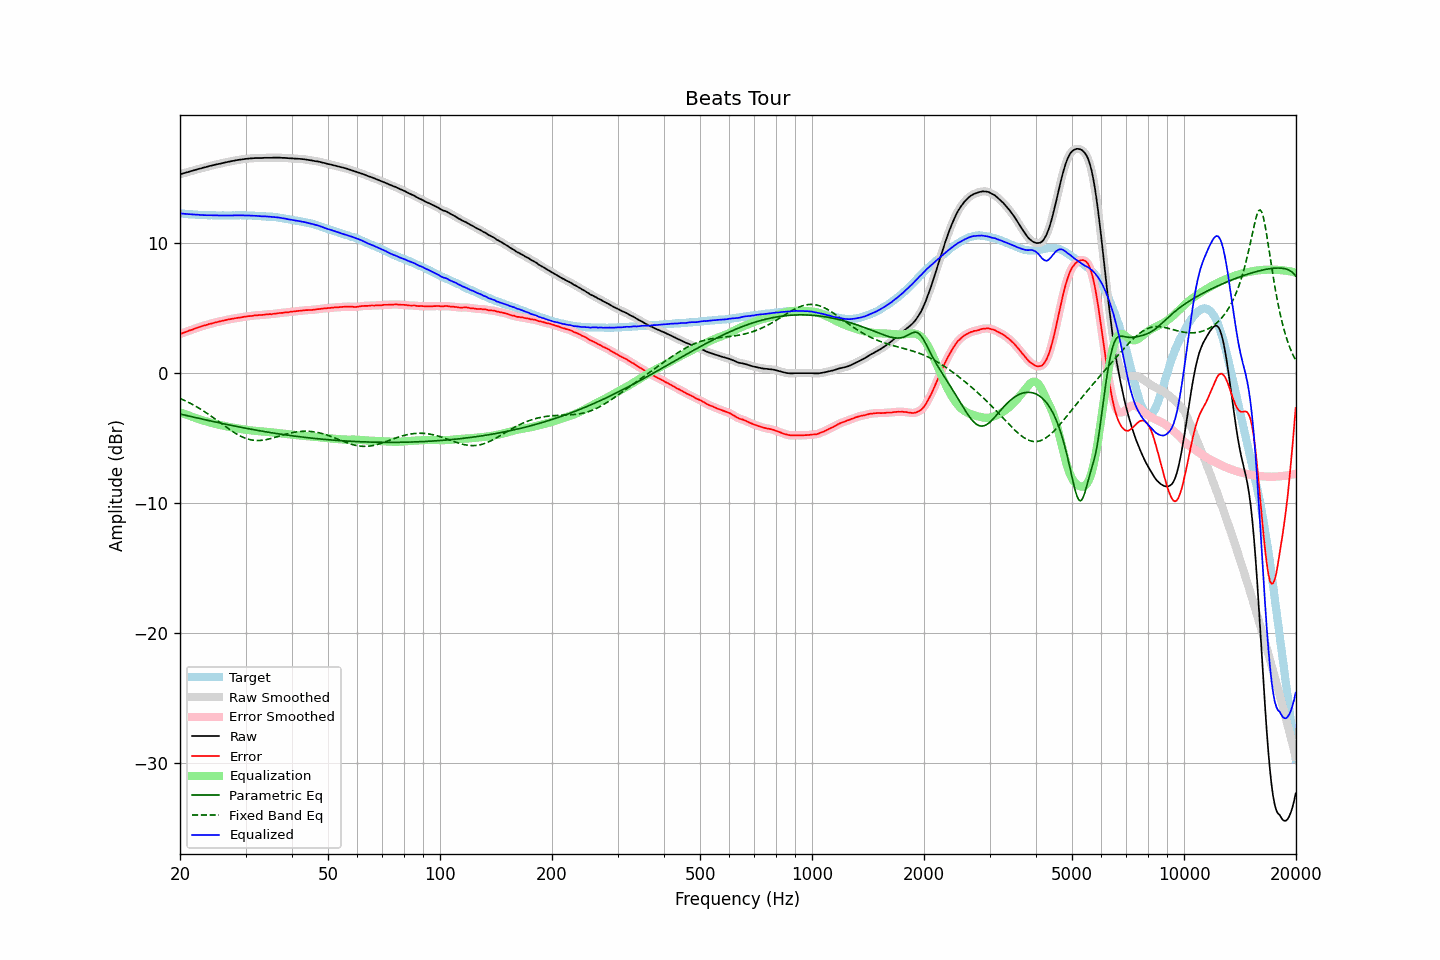 Beats Tour
Amplitude (dBr)
10
0
−10
−20
−30
Target
Raw Smoothed
Error Smoothed
Raw
Error
Equalization
Parametric Eq
Fixed Band Eq
Equalized
20 50 100 200 500 1000 2000 5000 10000 20000
Frequency (Hz)